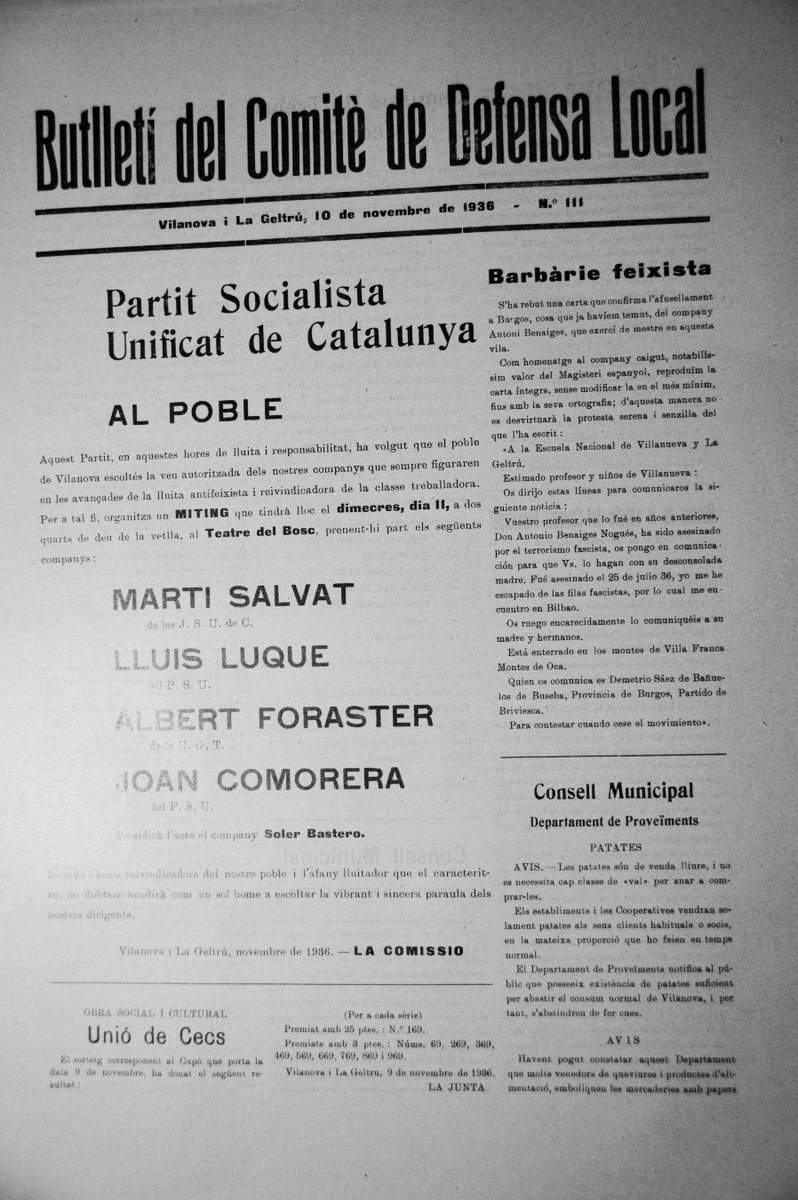 Butlletí del Comitè de Defensa Local
Vilanova i La Geltrú, 10 de novembre de 1936 - N.º 111
Partit Socialista
Unificat de Catalunya
AL POBLE
Aquest Partit, en aquestes hores de lluita i responsabilitat, ha volgut que el poble
de Vilanova escoltés la veu autoritzada dels nostres companys que sempre figuraren
en les avançades de la lluita antifeixista i reivindicadora de la classe treballadora.
Per a tal fi, organitza un MITING que tindrà lloc el dimecres, dia 11, a dos
quarts de deu de la vetlla, al Teatre del Bosc, prenent-hi part els següents
companys:
MARTI SALVAT
de les J. S. U. de C.
LLUIS LUQUE
del P. S. U.
ALBERT FORASTER
de la U. G. T.
JOAN COMORERA
del P. S. U.
Presidirà l'acte el company Soler Bastero.
Donada l'ància reivindicadora del nostre poble i l'afany lluitador que el caracterit-
za, no dubtem acudirà com un sol home a escoltar la vibrant i sincera paraula dels
nostres dirigents.
Vilanova i La Geltrú, novembre de 1936. — LA COMISSIO
OBRA SOCIAL I CULTURAL
Unió de Cecs
El sorteig corresponent al Cupó que porta la
data 9 de novembre, ha donat el següent re-
sultat:
(Per a cada sèrie)
Premiat amb 25 ptes.: N.º 169.
Premiats amb 3 ptes.: Núms. 69, 269, 369,
469, 569, 669, 769, 869 i 969.
Vilanova i La Geltru, 9 de novembre de 1936.
LA JUNTA
Barbàrie feixista
S'ha rebut una carta que confirma l'afusellament
a Burgos, cosa que ja havíem temut, del company
Antoni Benaiges, que exercí de mestre en aquesta
vila.
Com homenatge al company caigut, notabilís-
sim valor del Magisteri espanyol, reproduïm la
carta íntegra, sense modificar la en el més mínim,
fins amb la seva ortografia; d'aquesta manera no
es desvirtuarà la protesta serena i senzilla del
que l'ha escrit:
«A la Escuela Nacional de Villanueva y La
Geltrú.
Estimado profesor y niños de Villanueva:
Os dirijo estas líneas para comunicaros la si-
guiente noticia:
Vuestro profesor que lo fué en años anteriores,
Don Antonio Benaiges Nogués, ha sido asesinado
por el terrorismo fascista, os pongo en comunica-
ción para que Vs. lo hagan con su desconsolada
madre. Fué asesinado el 25 de julio 36, yo me he
escapado de las filas fascistas, por lo cual me en-
cuentro en Bilbao.
Os ruego encarecidamente lo comuniquéis a su
madre y hermanos.
Está enterrado en los montes de Villa Franca
Montes de Oca.
Quien os comunica es Demetrio Sáez de Bañue-
los de Buseba, Provincia de Burgos, Partido de
Briviesca.
Para contestar cuando cese el movimiento».
Consell Municipal
Departament de Proveïments
PATATES
AVIS. — Les patates són de venda lliure, i no
es necessita cap classe de «val» per anar a com-
prar-les.
Els establiments i les Cooperatives vendran so-
lament patates als seus clients habituals o socis,
en la mateixa proporció que ho feien en temps
normal.
El Departament de Proveïments notifica al pú-
blic que posseeix existència de patates suficient
per abastir el consum normal de Vilanova, i per
tant, s'abstindreu de fer cues.
AVIS
Havent pogut constatar aquest Departament
que molts venedors de queviures i productes d'ali-
mentació, emboliquen les mercaderies amb papers